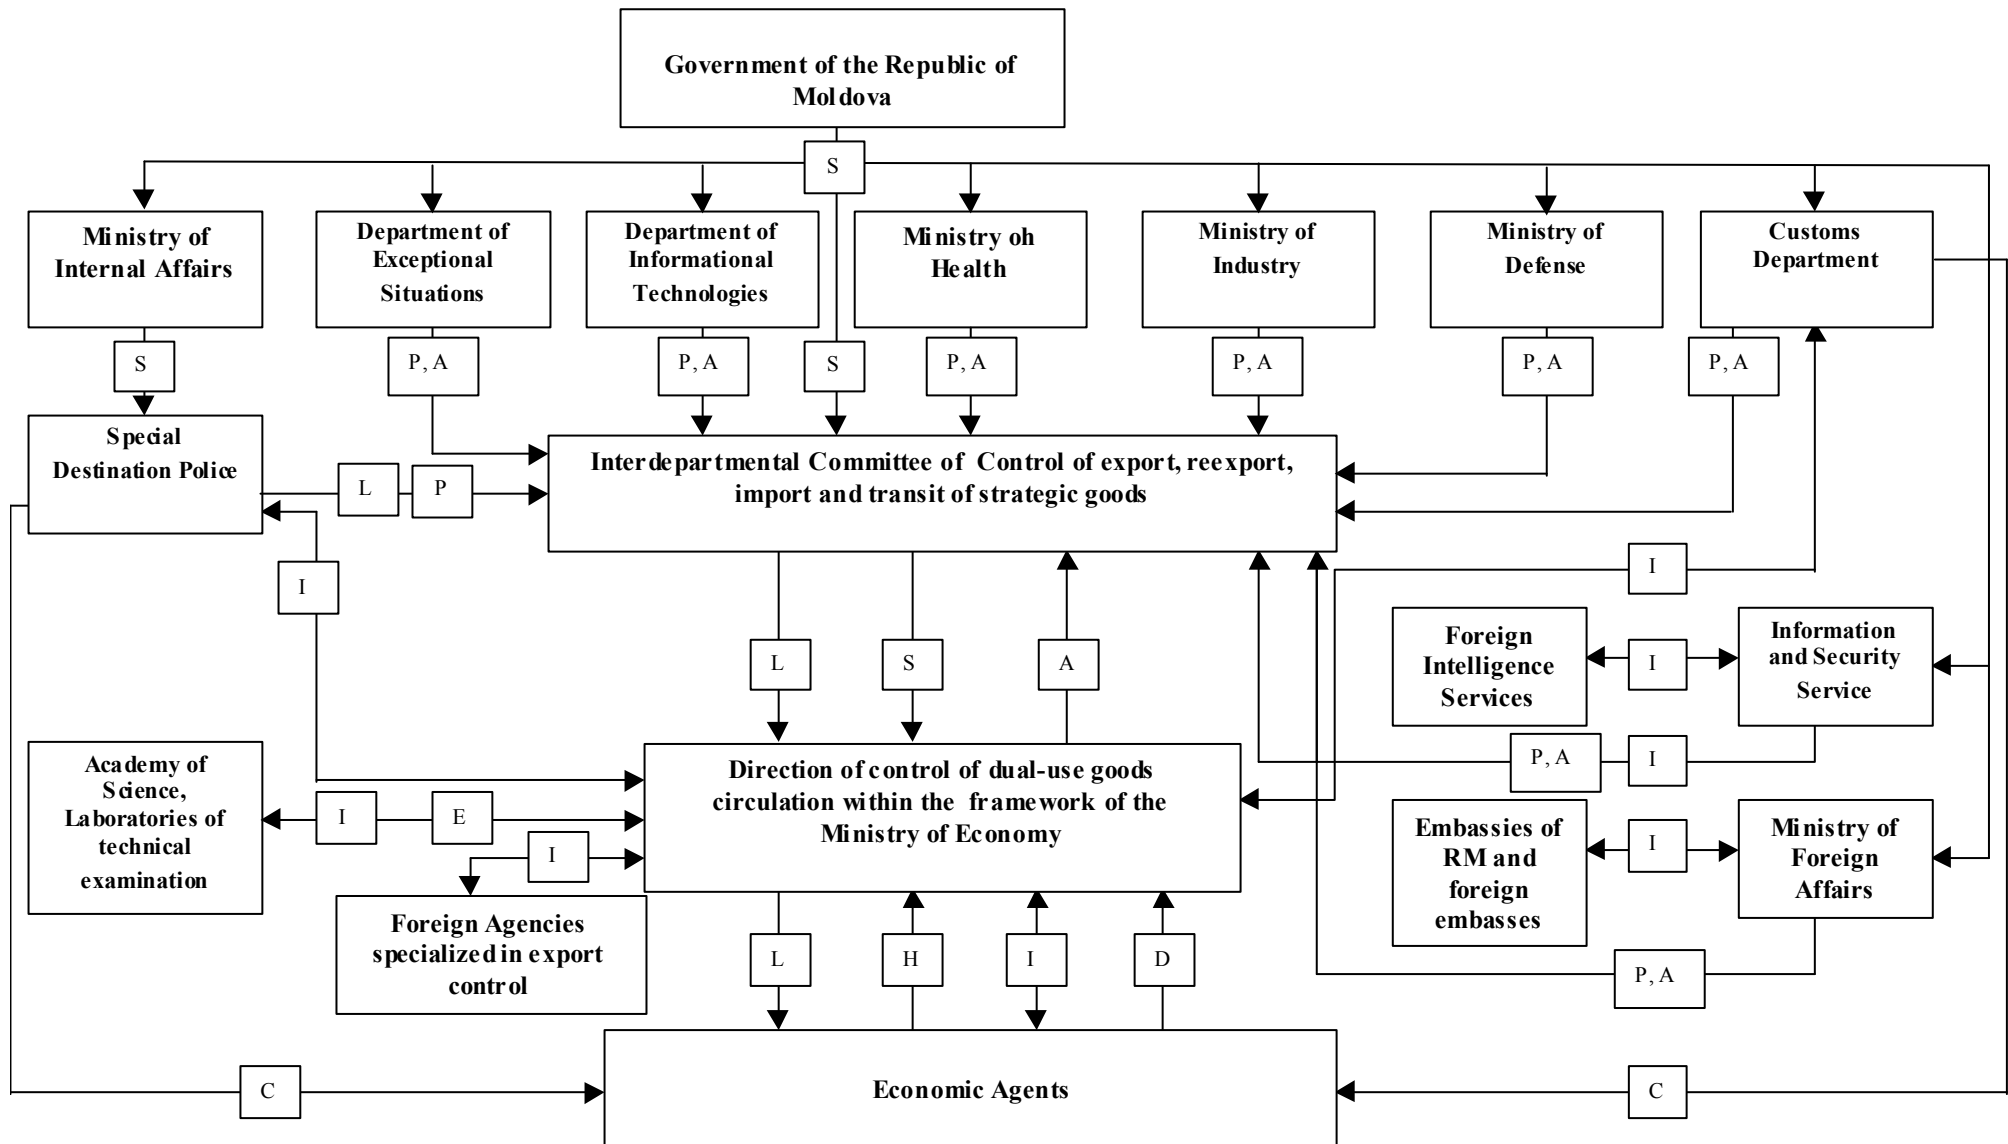 Government of the Republic of
Moldova
S
Ministry of
Internal Affairs
Department of
Exceptional
Situations
Department of
Informational
Technologies
Ministry oh
Health
Ministry of
Industry
Ministry of
Defense
Customs
Department
S
P, A
P, A
S
P, A
P, A
P, A
P, A
Special
Destination Police
L
P
Interdepartmental Committee of Control of export, reexport,
import and transit of strategic goods
I
I
L
S
A
Foreign
Intelligence
Services
I
Information
and Security
Service
P, A
I
Academy of
Science,
Laboratories of
technical
examination
I
E
I
Direction of control of dual-use goods
circulation within the framework of the
Ministry of Economy
Embassies of
RM and
foreign
embasses
I
Ministry of
Foreign
Affairs
Foreign Agencies
specialized in export
control
L
H
I
D
P, A
C
Economic Agents
C